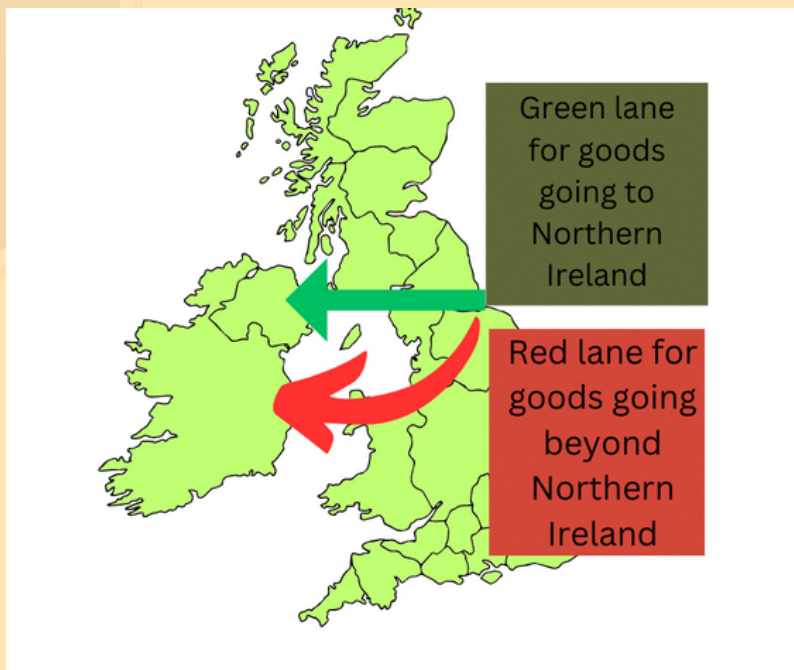 Green lane
for goods
going to
Northern
Ireland
Red lane for
goods going
beyond
Northern
Ireland